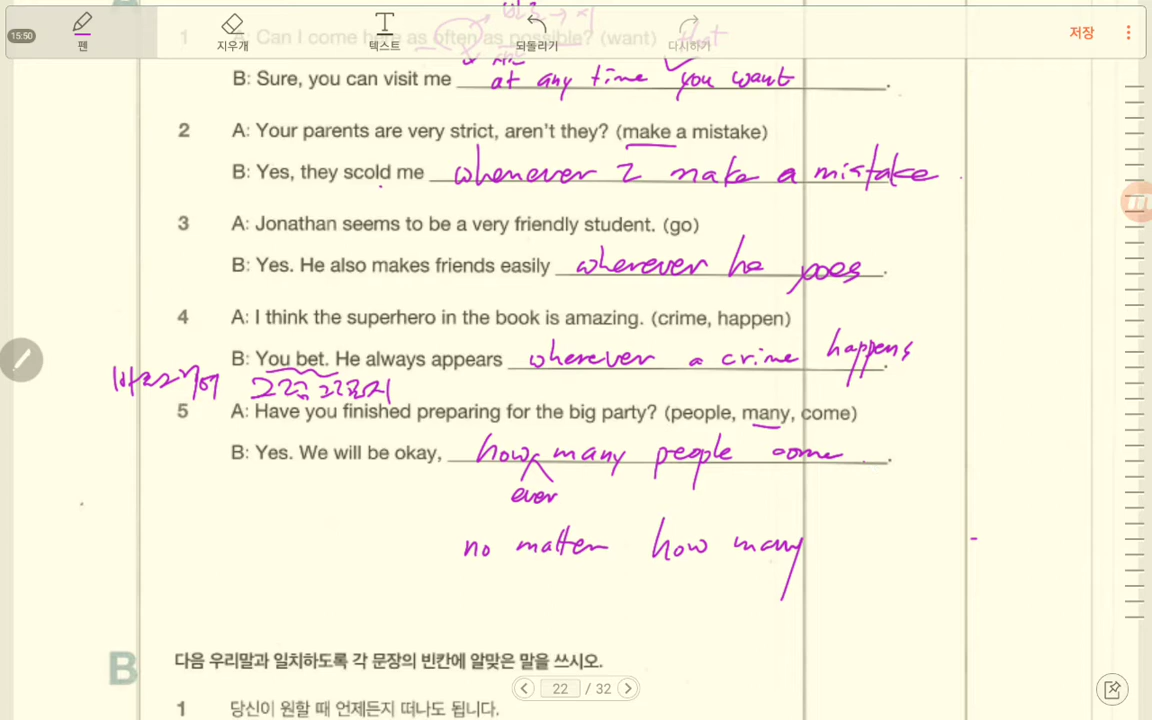 15:50
펜 지우개 텍스트 되돌리기 다시하기 저장
1 A: Can I come here as often as possible? (want) that
B: Sure, you can visit me at any time you want.
2 A: Your parents are very strict, aren't they? (make a mistake)
B: Yes, they scold me whenever I make a mistake.
3 A: Jonathan seems to be a very friendly student. (go)
B: Yes. He also makes friends easily wherever he goes.
4 A: I think the superhero in the book is amazing. (crime, happen)
B: You bet. He always appears wherever a crime happens.
5 A: Have you finished preparing for the big party? (people, many, come)
B: Yes. We will be okay, how many people come.
ever
no matter how many
B 다음 우리말과 일치하도록 각 문장의 빈칸에 알맞은 말을 쓰시오.
22 / 32
1 당신이 원할 때 언제든지 떠나도 됩니다.